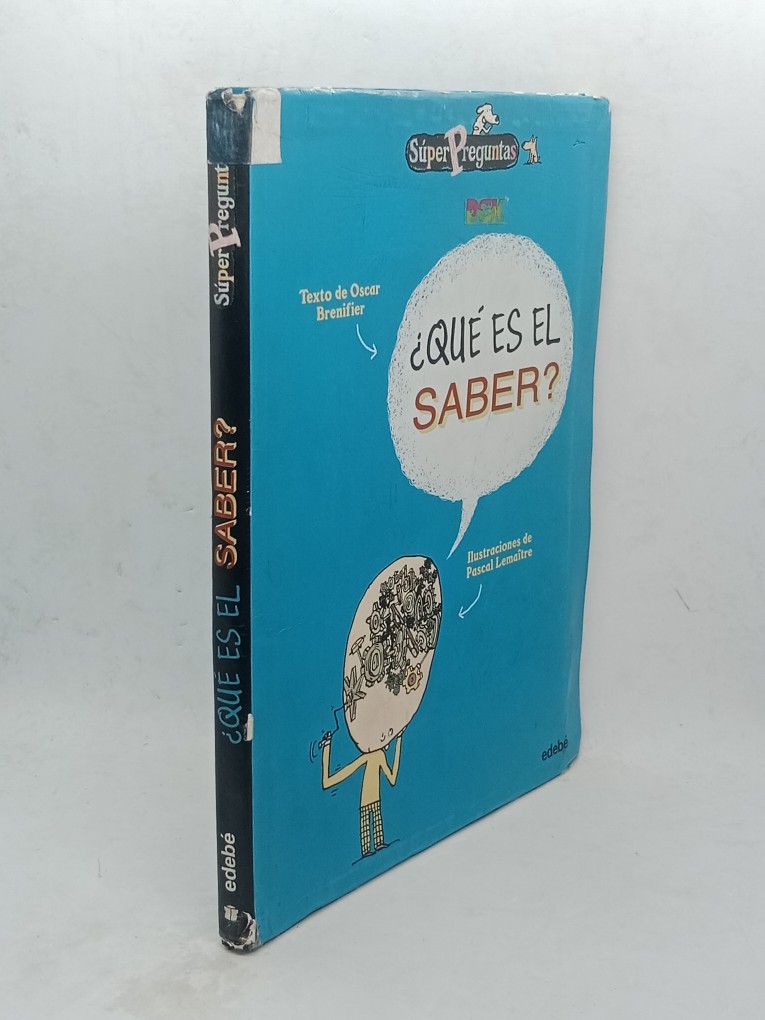 SúperPreguntas
Texto de Oscar
Brenifier
¿QUÉ ES EL
SABER?
Ilustraciones de
Pascal Lemaître
edebé
SúperPregunt
¿QUÉ ES EL SABER?
edebé